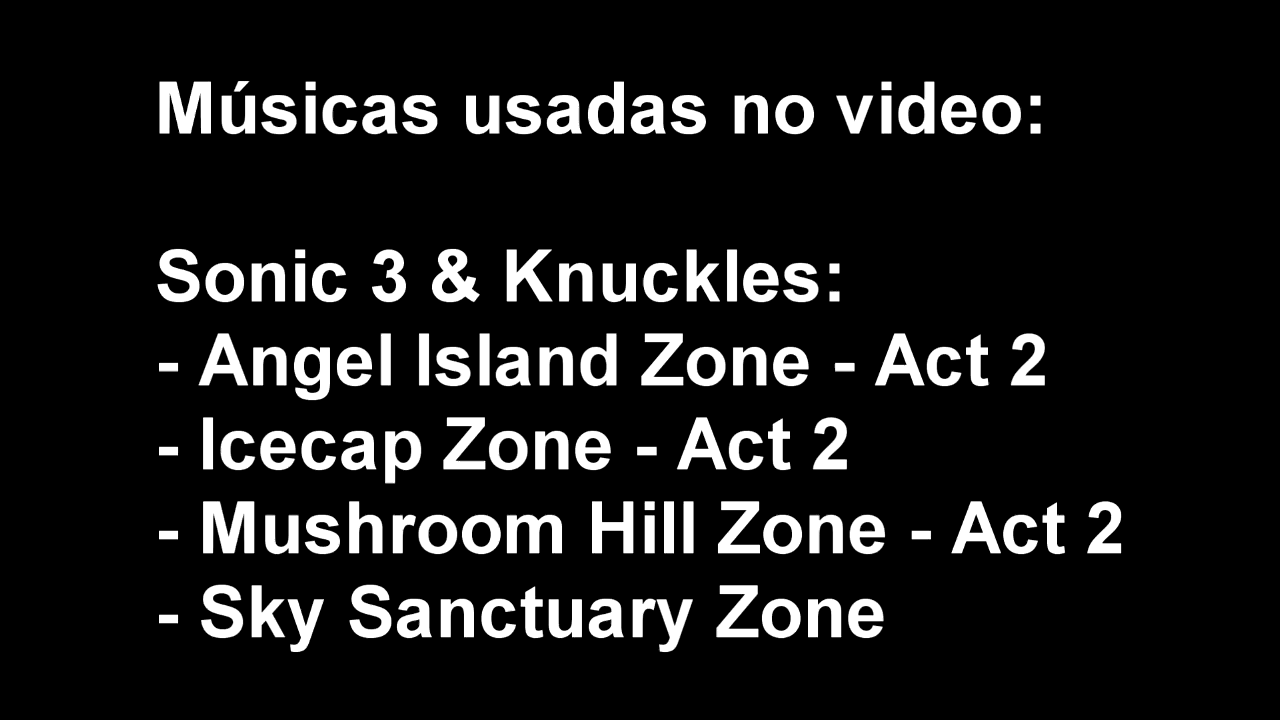 Músicas usadas no video:
Sonic 3 & Knuckles:
- Angel Island Zone - Act 2
- Icecap Zone - Act 2
- Mushroom Hill Zone - Act 2
- Sky Sanctuary Zone